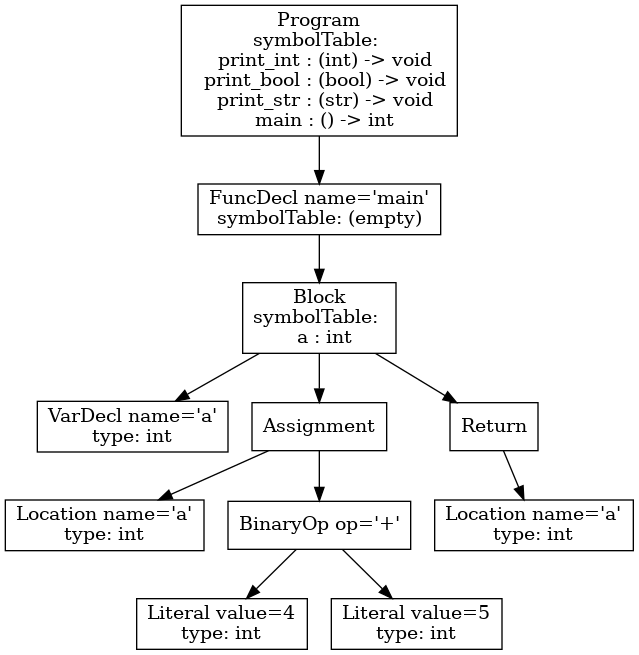 Program
symbolTable:
print_int : (int) -> void
print_bool : (bool) -> void
print_str : (str) -> void
main : () -> int
FuncDecl name='main'
symbolTable: (empty)
Block
symbolTable:
a : int
VarDecl name='a'
type: int
Assignment
Return
Location name='a'
type: int
BinaryOp op='+'
Location name='a'
type: int
Literal value=4
type: int
Literal value=5
type: int